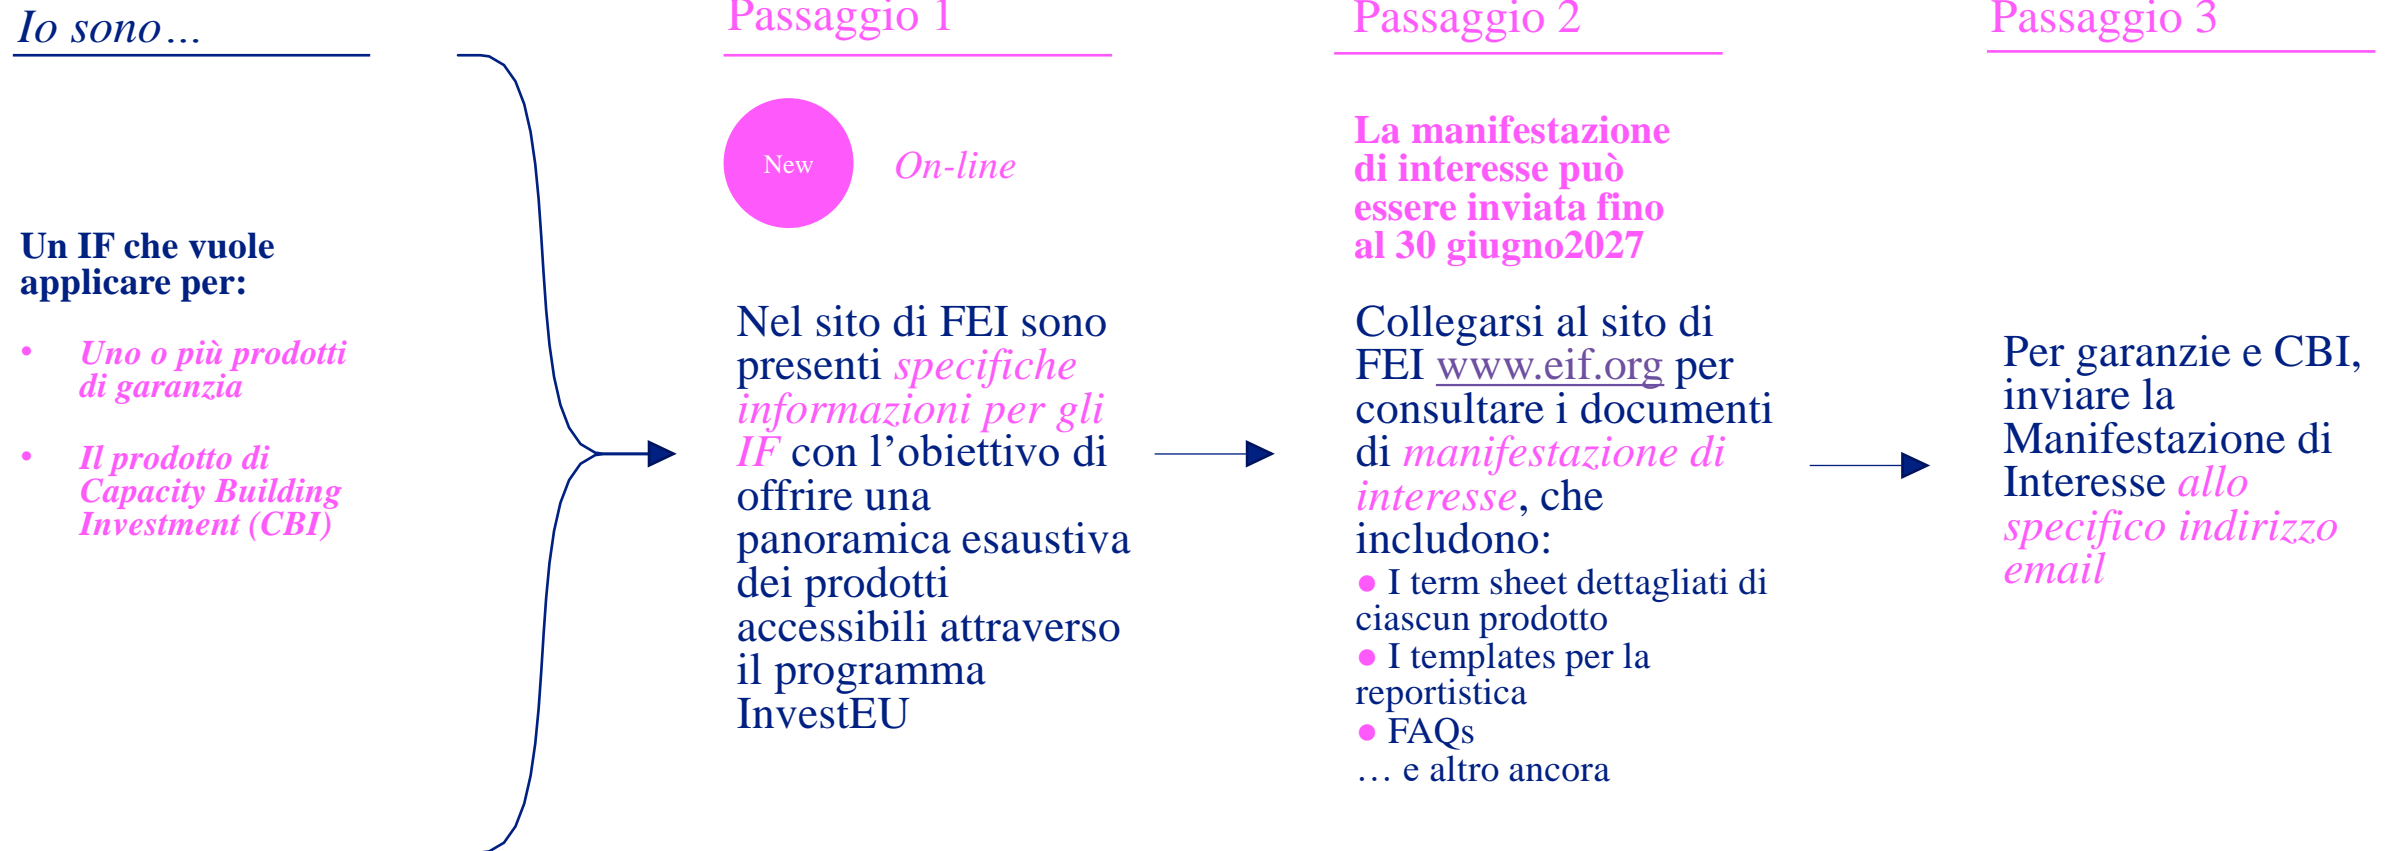 Io sono…
Un IF che vuole
applicare per:
• Uno o più prodotti
di garanzia
• Il prodotto di
Capacity Building
Investment (CBI)
Passaggio 1
New
On-line
Nel sito di FEI sono
presenti specifiche
informazioni per gli
IF con l’obiettivo di
offrire una
panoramica esaustiva
dei prodotti
accessibili attraverso
il programma
InvestEU
Passaggio 2
La manifestazione
di interesse può
essere inviata fino
al 30 giugno2027
Collegarsi al sito di
FEI www.eif.org per
consultare i documenti
di manifestazione di
interesse, che
includono:
● I term sheet dettagliati di
ciascun prodotto
● I templates per la
reportistica
● FAQs
… e altro ancora
Passaggio 3
Per garanzie e CBI,
inviare la
Manifestazione di
Interesse allo
specifico indirizzo
email